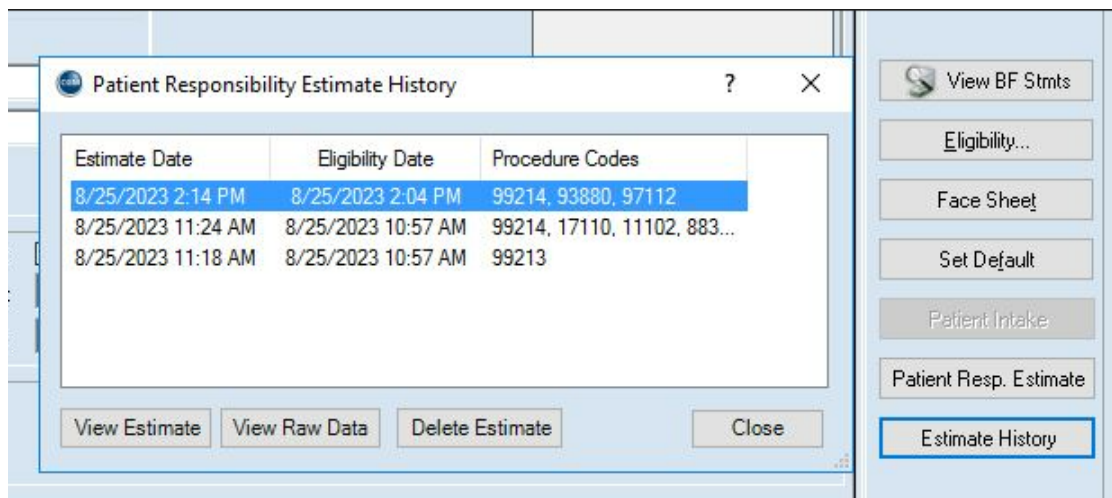 Patient Responsibility Estimate History ?
Estimate Date Eligibility Date Procedure Codes
8/25/2023 2:14 PM 8/25/2023 2:04 PM 99214, 93880, 97112
8/25/2023 11:24 AM 8/25/2023 10:57 AM 99214, 17110, 11102, 883...
8/25/2023 11:18 AM 8/25/2023 10:57 AM 99213
View Estimate View Raw Data Delete Estimate Close
View BF Stmts
Eligibility...
Face Sheet
Set Default
Patient Intake
Patient Resp. Estimate
Estimate History